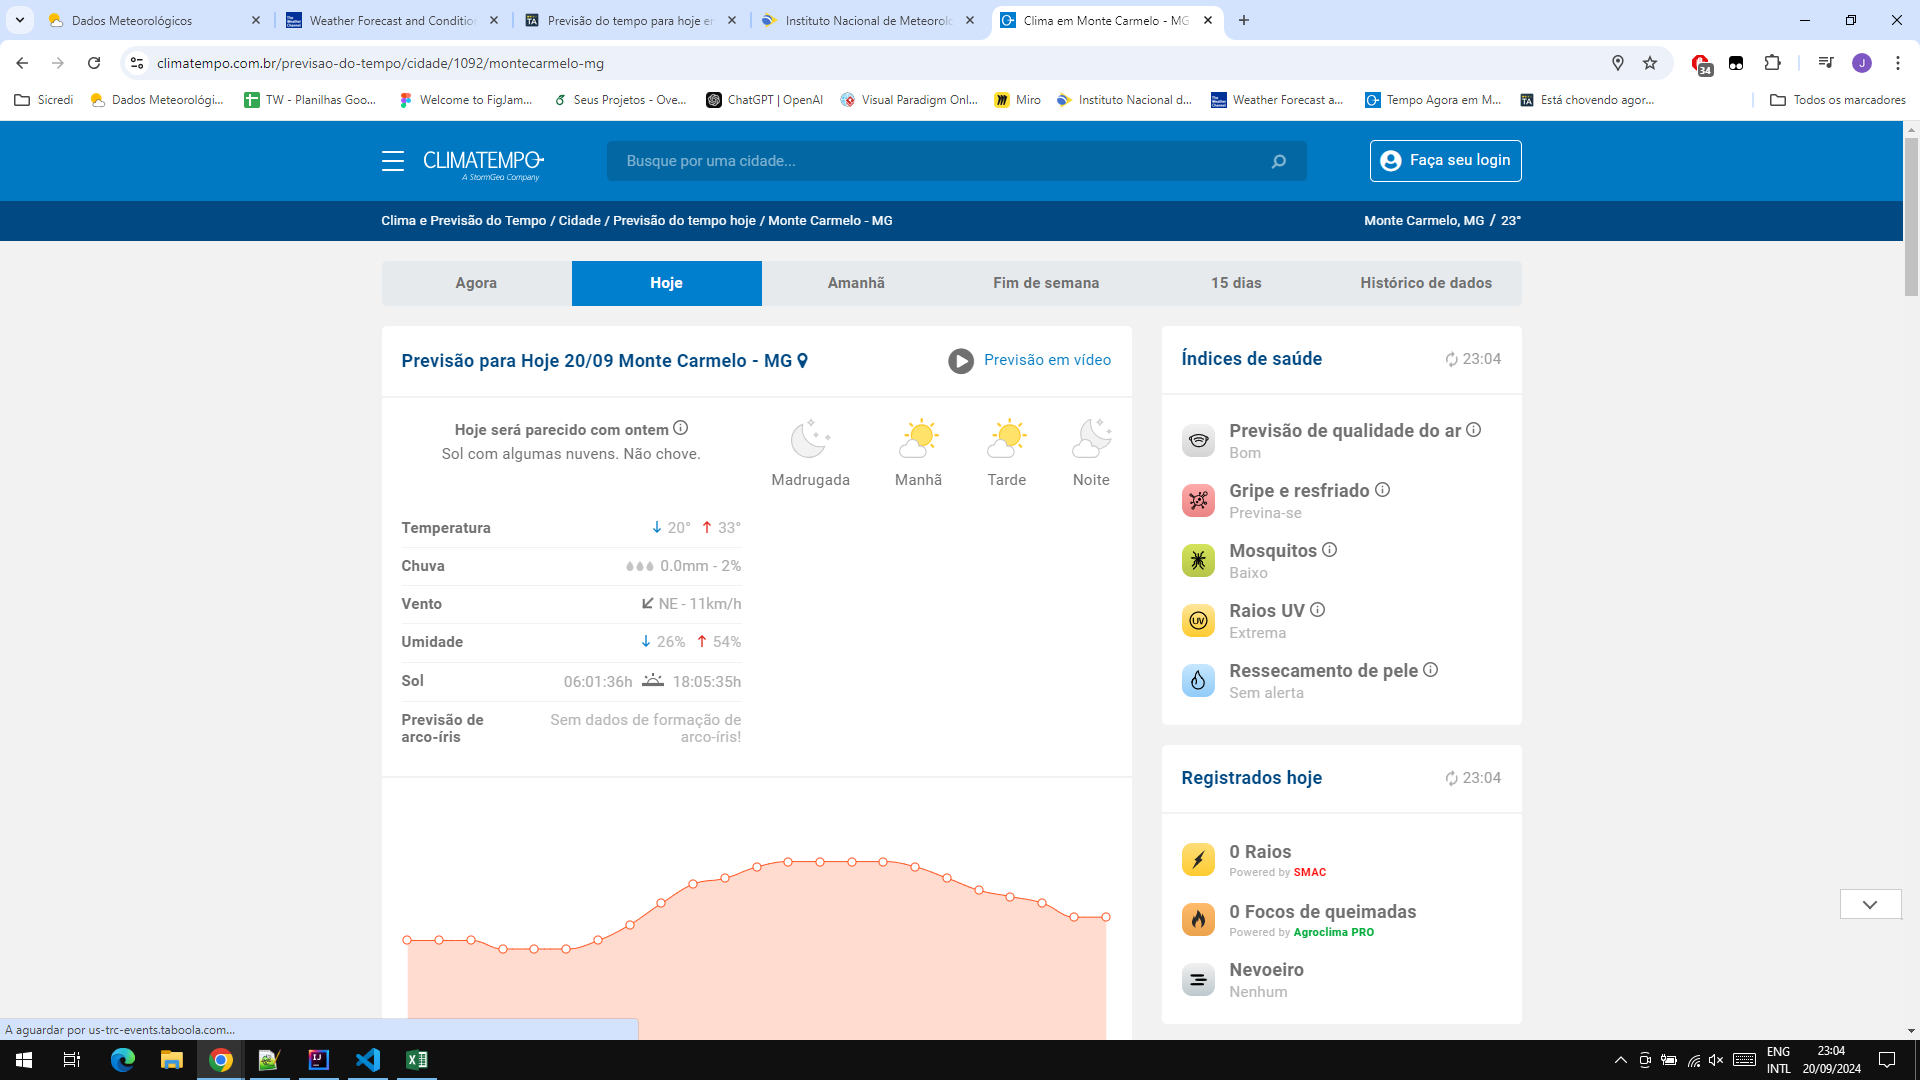 Dados Meteorológicos
Weather Forecast and Conditio
Previsão do tempo para hoje e
Instituto Nacional de Meteorol
Clima em Monte Carmelo - MG
climatempo.com.br/previsao-do-tempo/cidade/1092/montecarmelo-mg
34
J
Sicredi
Dados Meteorológi...
TW - Planilhas Goo...
Welcome to FigJam...
Seus Projetos - Ove...
ChatGPT | OpenAI
Visual Paradigm Onl...
Miro
Instituto Nacional d...
Weather Forecast a...
Tempo Agora em M...
Está chovendo agor...
Todos os marcadores
CLIMATEMPO
A StormGeo Company
Busque por uma cidade...
Faça seu login
Clima e Previsão do Tempo / Cidade / Previsão do tempo hoje / Monte Carmelo - MG
Monte Carmelo, MG / 23°
Agora
Hoje
Amanhã
Fim de semana
15 dias
Histórico de dados
Previsão para Hoje 20/09 Monte Carmelo - MG
Previsão em vídeo
Hoje será parecido com ontem
Sol com algumas nuvens. Não chove.
Madrugada
Manhã
Tarde
Noite
Temperatura ↓ 20° ↑ 33°
Chuva 0.0mm - 2%
Vento NE - 11km/h
Umidade ↓ 26% ↑ 54%
Sol 06:01:36h 18:05:35h
Previsão de
arco-íris
Sem dados de formação de
arco-íris!
Índices de saúde
23:04
Previsão de qualidade do ar
Bom
Gripe e resfriado
Previna-se
Mosquitos
Baixo
UV
Raios UV
Extrema
Ressecamento de pele
Sem alerta
Registrados hoje
23:04
0 Raios
Powered by SMAC
0 Focos de queimadas
Powered by Agroclima PRO
Nevoeiro
Nenhum
A aguardar por us-trc-events.taboola.com...
ENG
INTL
23:04
20/09/2024